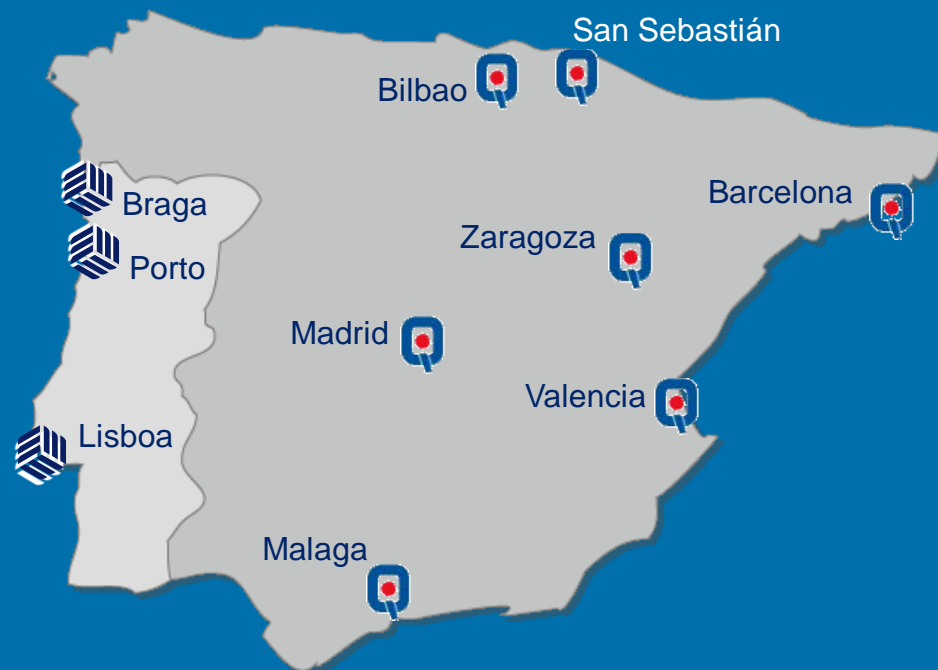 San Sebastián
Bilbao
Barcelona
Braga
Zaragoza
Porto
Madrid
Valencia
Lisboa
Malaga